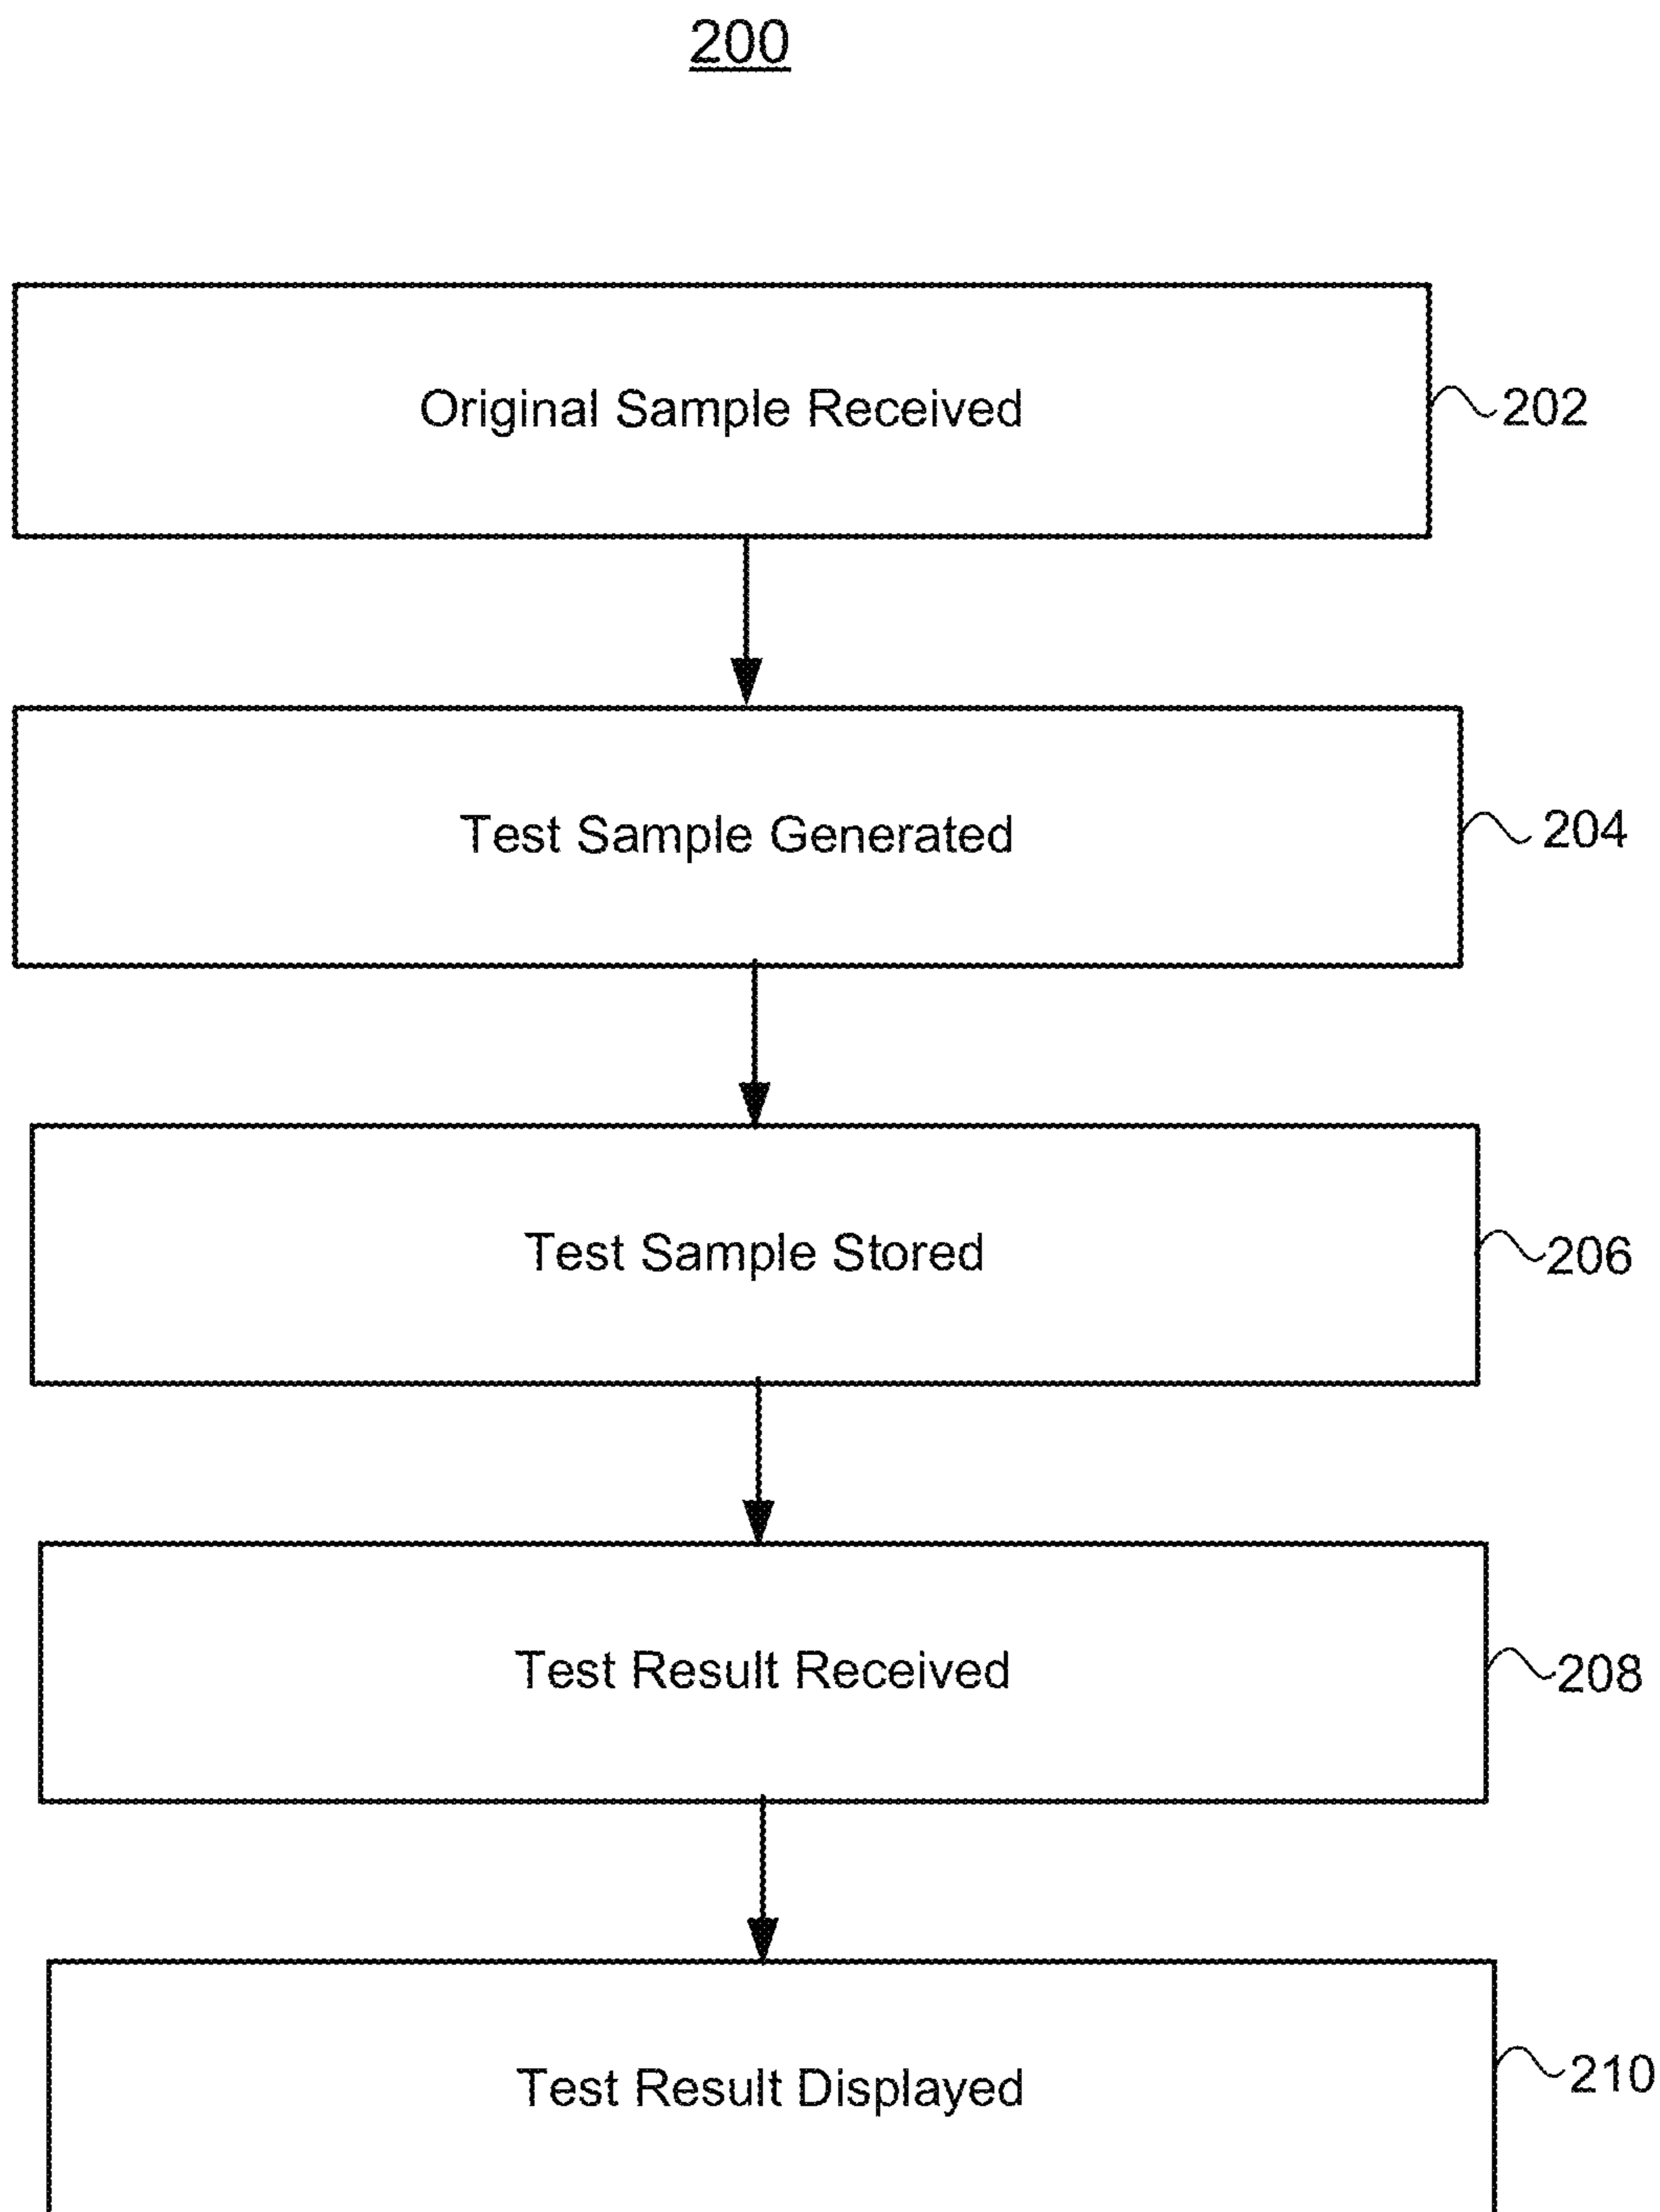 200
Original Sample Received
202
Test Sample Generated
204
Test Sample Stored
206
Test Result Received
208
Test Result Displayed
210